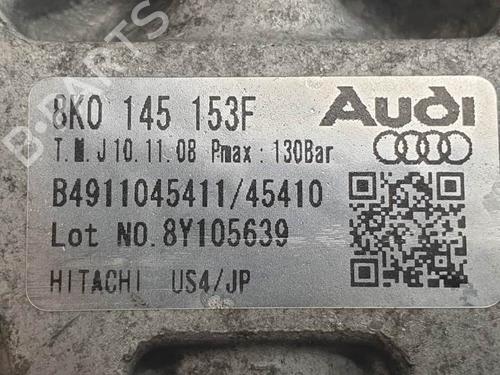 8K0 145 153F
Audi
T.M.J 10.11.08 Pmax : 130Bar
B4911045411/45410
Lot NO.8Y105639
HITACHI US4/JP
B-PARTS